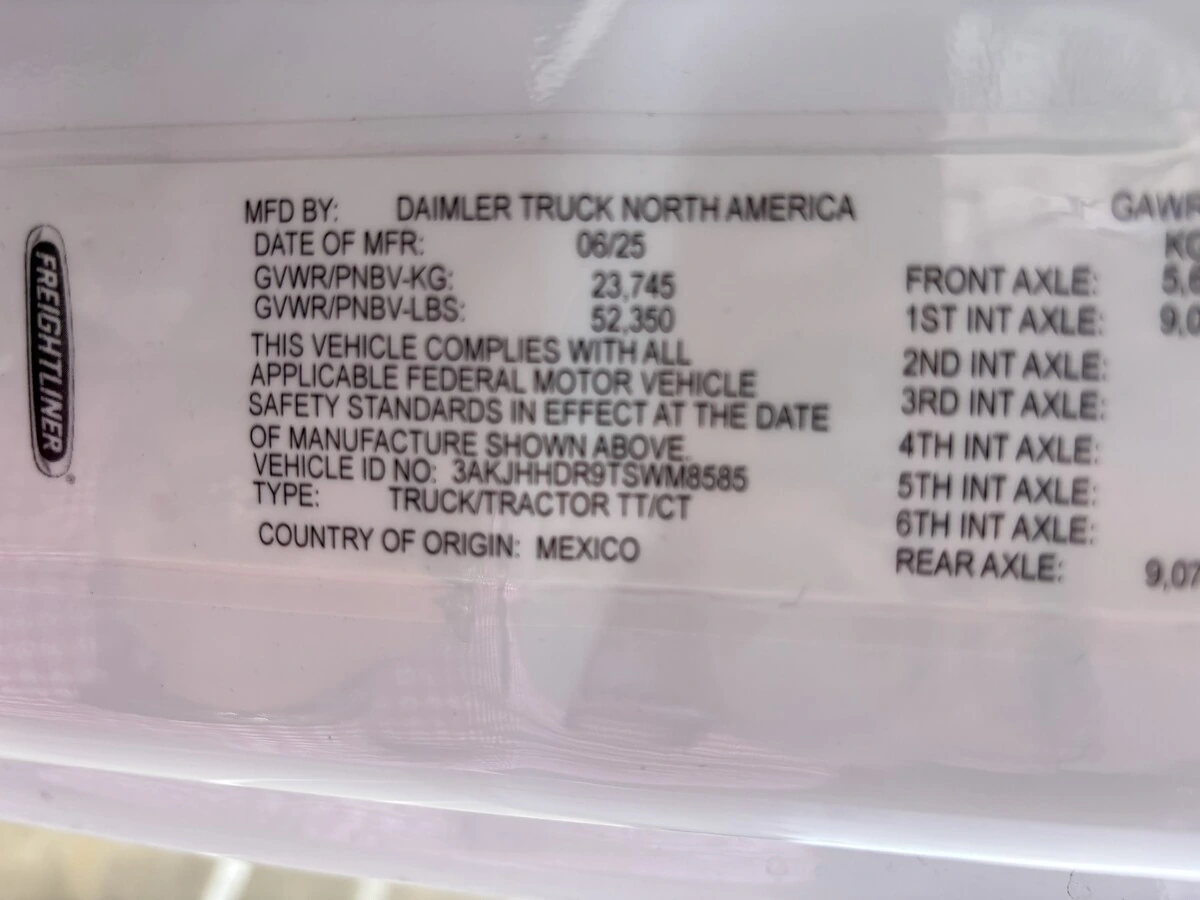 FREIGHTLINER
MFD BY: DAIMLER TRUCK NORTH AMERICA
DATE OF MFR: 06/25
GVWR/PNBV-KG: 23,745
GVWR/PNBV-LBS: 52,350
THIS VEHICLE COMPLIES WITH ALL
APPLICABLE FEDERAL MOTOR VEHICLE
SAFETY STANDARDS IN EFFECT AT THE DATE
OF MANUFACTURE SHOWN ABOVE.
VEHICLE ID NO: 3AKJHHDR9TSWM8585
TYPE: TRUCK/TRACTOR TT/CT
COUNTRY OF ORIGIN: MEXICO
GAWR
FRONT AXLE:
1ST INT AXLE:
2ND INT AXLE:
3RD INT AXLE:
4TH INT AXLE:
5TH INT AXLE:
6TH INT AXLE:
REAR AXLE: